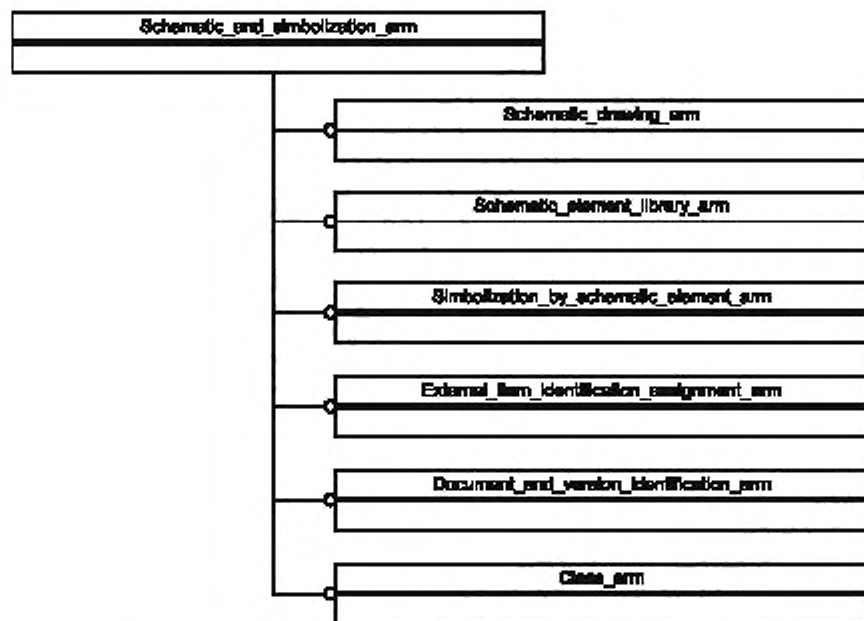 Schematic_and_simbolization_arm
Schematic_drawing_arm
Schematic_element_library_arm
Simbolization_by_schematic_element_arm
External_item_identification_assignment_arm
Document_and_version_identification_arm
Class_arm